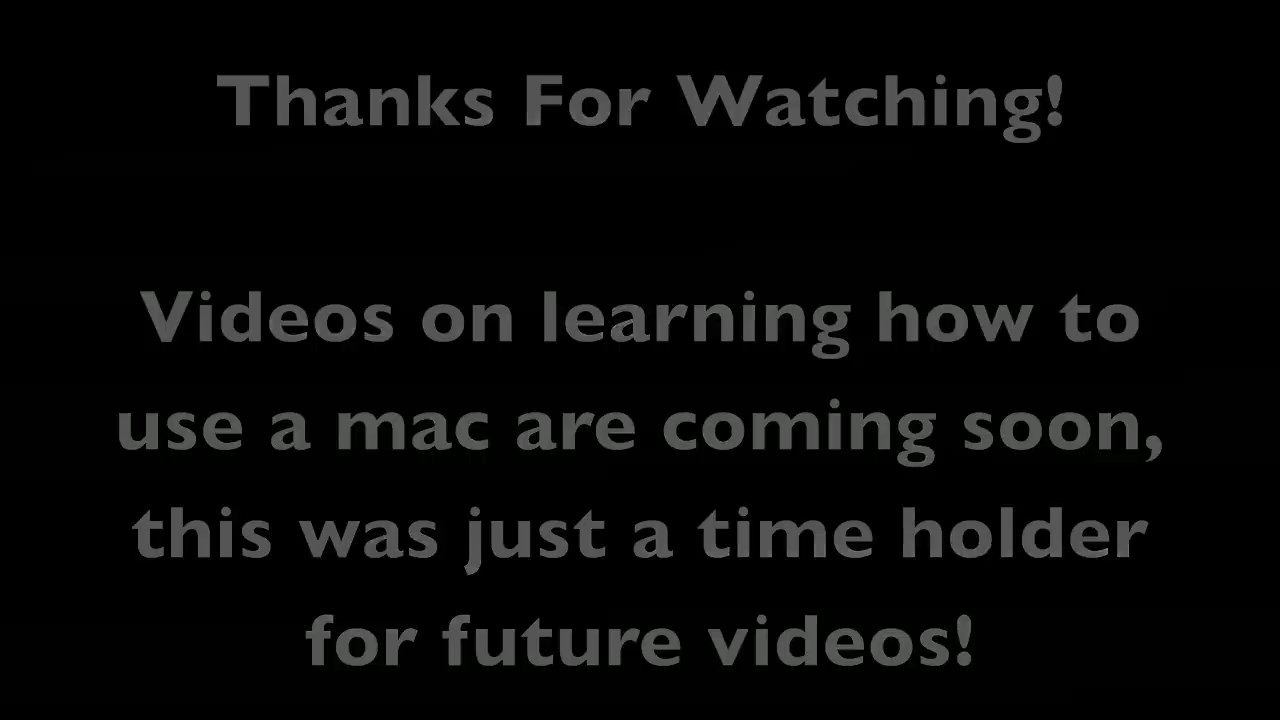 Thanks For Watching!
Videos on learning how to
use a mac are coming soon,
this was just a time holder
for future videos!